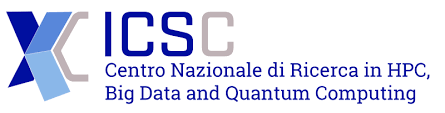 ICSC
Centro Nazionale di Ricerca in HPC,
Big Data and Quantum Computing